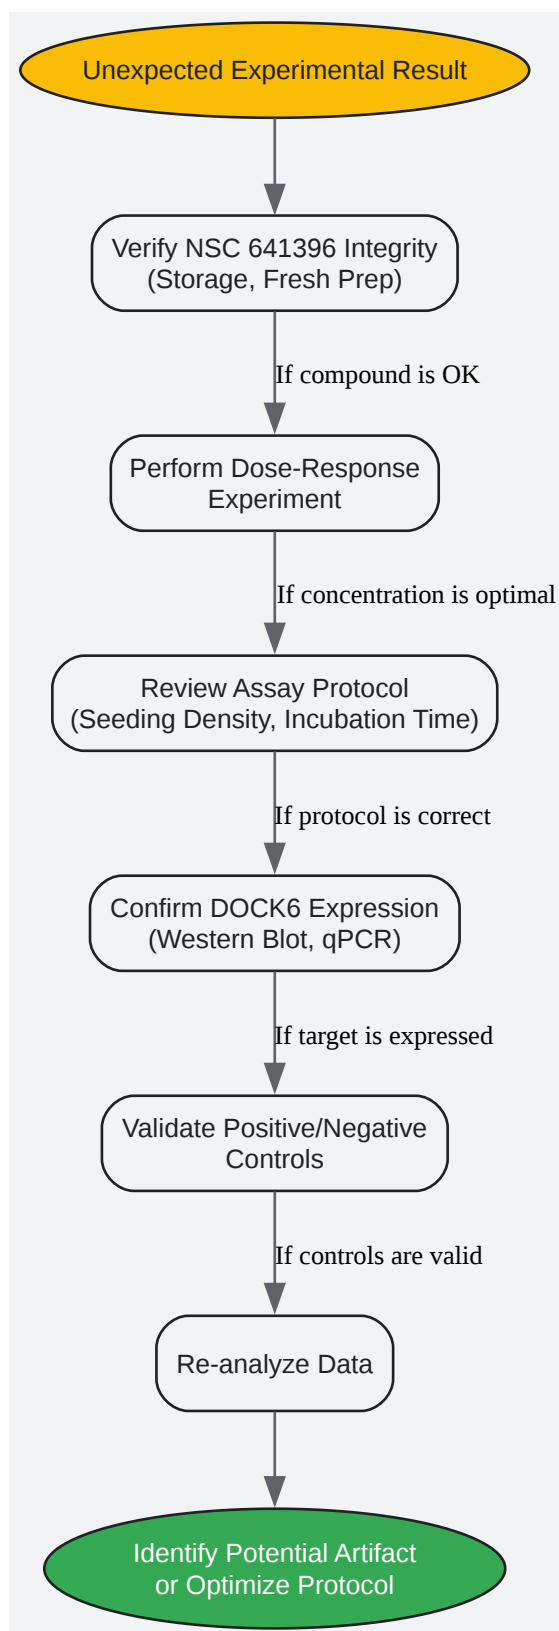 Unexpected Experimental Result
Verify NSC 641396 Integrity
(Storage, Fresh Prep)
If compound is OK
Perform Dose-Response
Experiment
If concentration is optimal
Review Assay Protocol
(Seeding Density, Incubation Time)
If protocol is correct
Confirm DOCK6 Expression
(Western Blot, qPCR)
If target is expressed
Validate Positive/Negative
Controls
If controls are valid
Re-analyze Data
Identify Potential Artifact
or Optimize Protocol